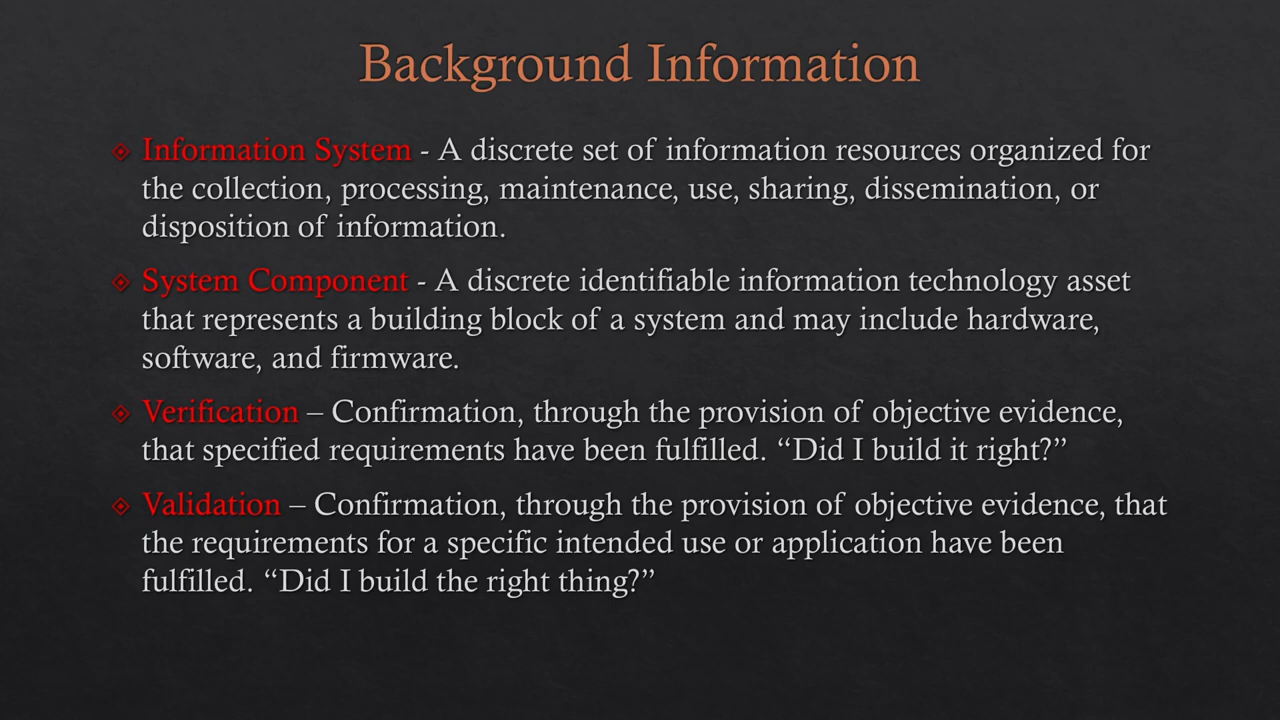 Background Information
Information System - A discrete set of information resources organized for
the collection, processing, maintenance, use, sharing, dissemination, or
disposition of information.
System Component - A discrete identifiable information technology asset
that represents a building block of a system and may include hardware,
software, and firmware.
Verification – Confirmation, through the provision of objective evidence,
that specified requirements have been fulfilled. “Did I build it right?”
Validation – Confirmation, through the provision of objective evidence, that
the requirements for a specific intended use or application have been
fulfilled. “Did I build the right thing?”